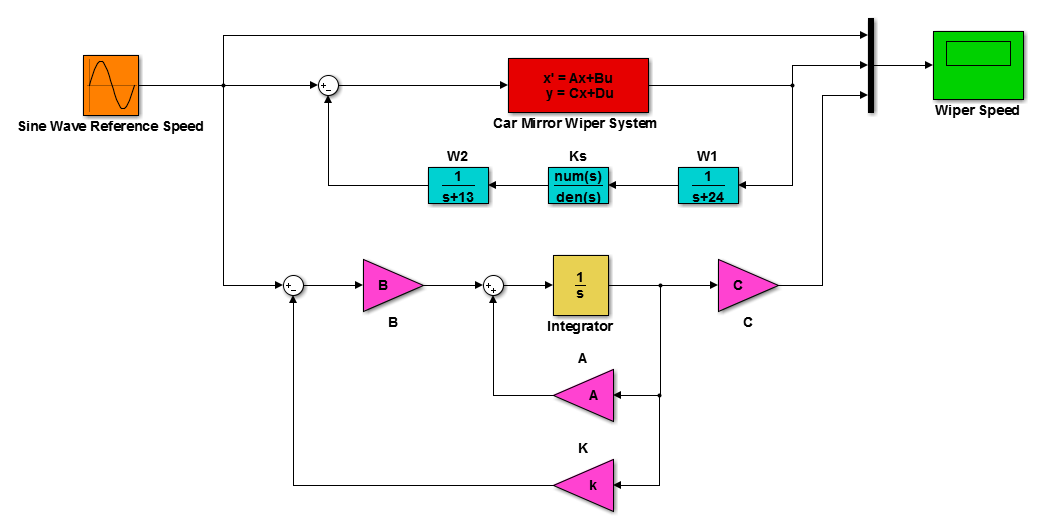 Sine Wave Reference Speed
x' = Ax+Bu
y = Cx+Du
Car Mirror Wiper System
Wiper Speed
W2
1
s+13
Ks
num(s)
den(s)
W1
1
s+24
B
B
1
s
Integrator
C
C
A
A
K
k